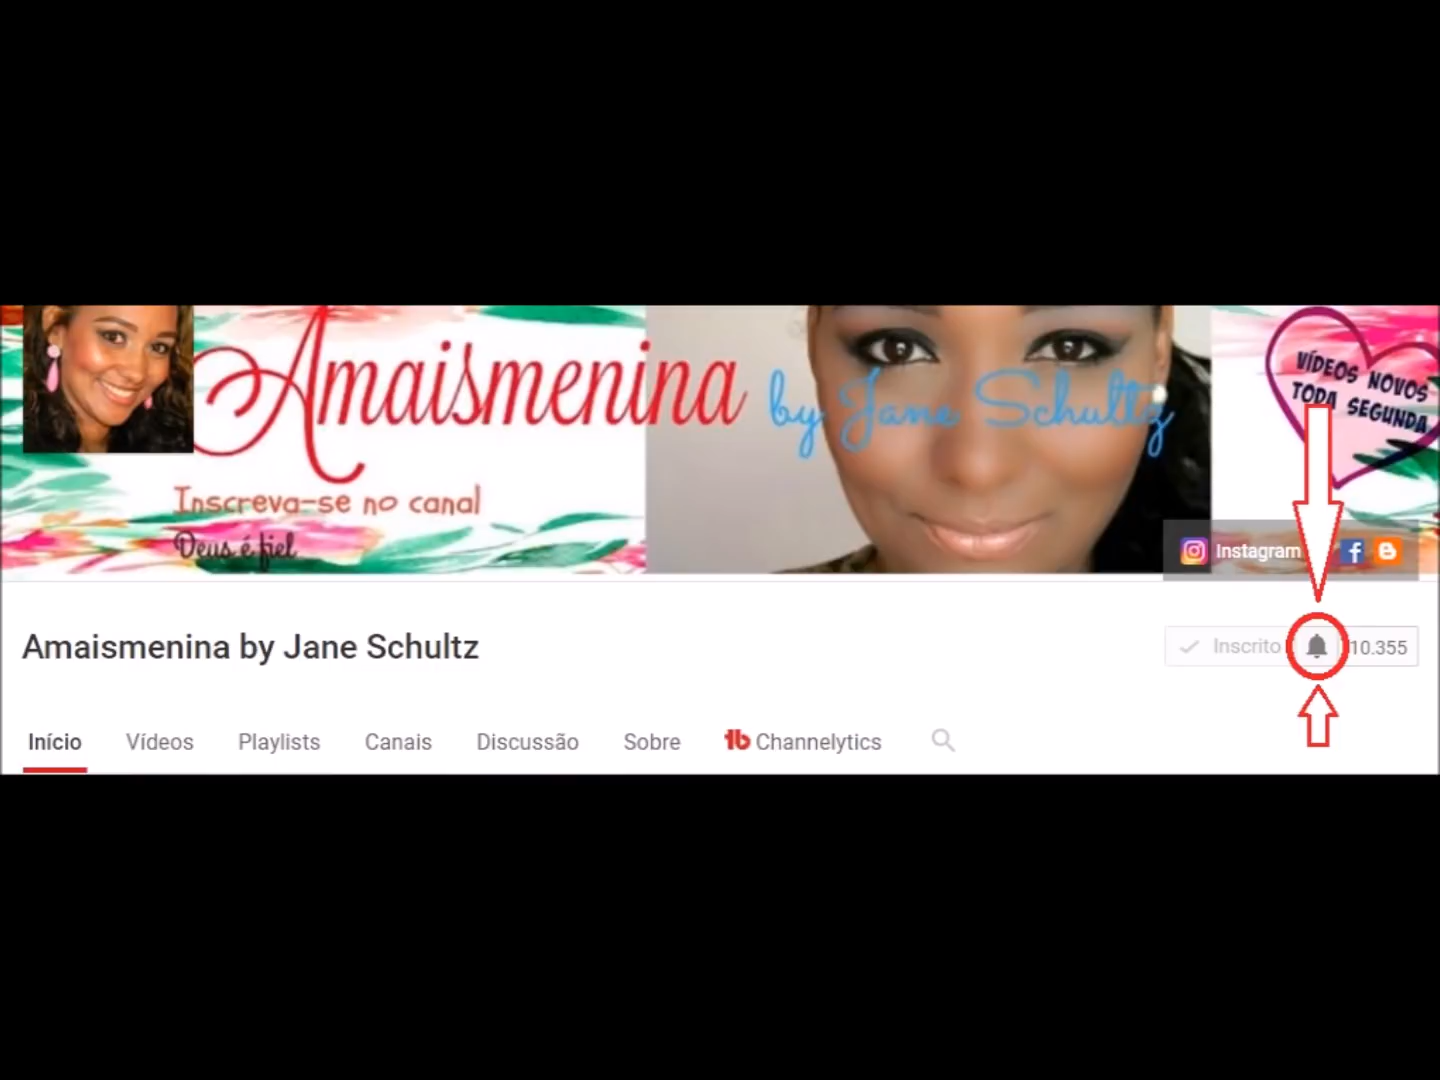 Amaismenina by Jane Schultz
VÍDEOS NOVOS
TODA SEGUNDA
Inscreva-se no canal
Deus é fiel
Instagram
Amaismenina by Jane Schultz
Inscrito 10.355
Início Vídeos Playlists Canais Discussão Sobre Channelytics